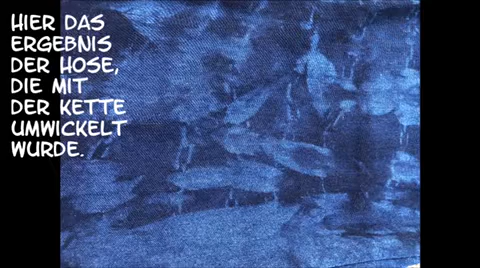 HIER DAS
ERGEBNIS
DER HOSE,
DIE MIT
DER KETTE
UMWICKELT
WURDE.